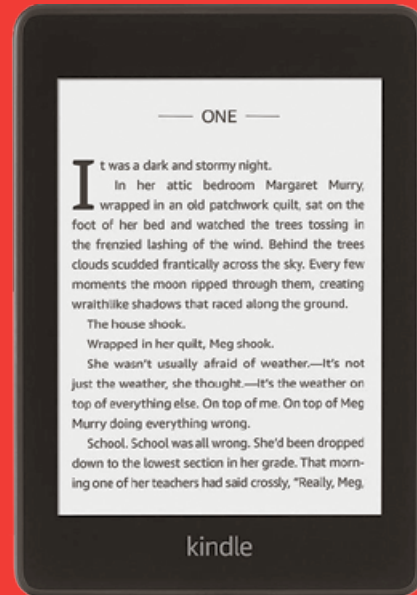 ONE
It was a dark and stormy night.
In her attic bedroom Margaret Murry,
wrapped in an old patchwork quilt, sat on the
foot of her bed and watched the trees tossing in
the frenzied lashing of the wind. Behind the trees
clouds scudded frantically across the sky. Every few
moments the moon ripped through them, creating
wraithlike shadows that raced along the ground.
The house shook.
Wrapped in her quilt, Meg shook.
She wasn't usually afraid of weather.—It's not
just the weather, she thought.—It's the weather on
top of everything else. On top of me. On top of Meg
Murry doing everything wrong.
School. School was all wrong. She'd been dropped
down to the lowest section in her grade. That morn-
ing one of her teachers had said crossly, "Really, Meg,
kindle